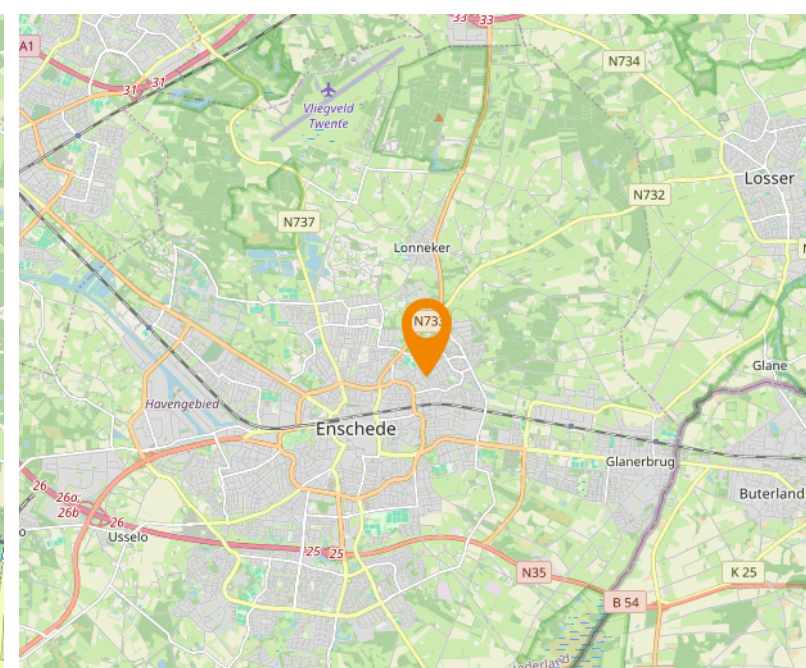 33 33
A1
N734
31 31
Vliegveld
Twente
Losser
N732
N737
Lonneker
N73
Glane
Havengebied
Enschede
Glanerbrug
26
26a;
26b
26
Buterland
Usselo
25 25
N35
K 25
B 54